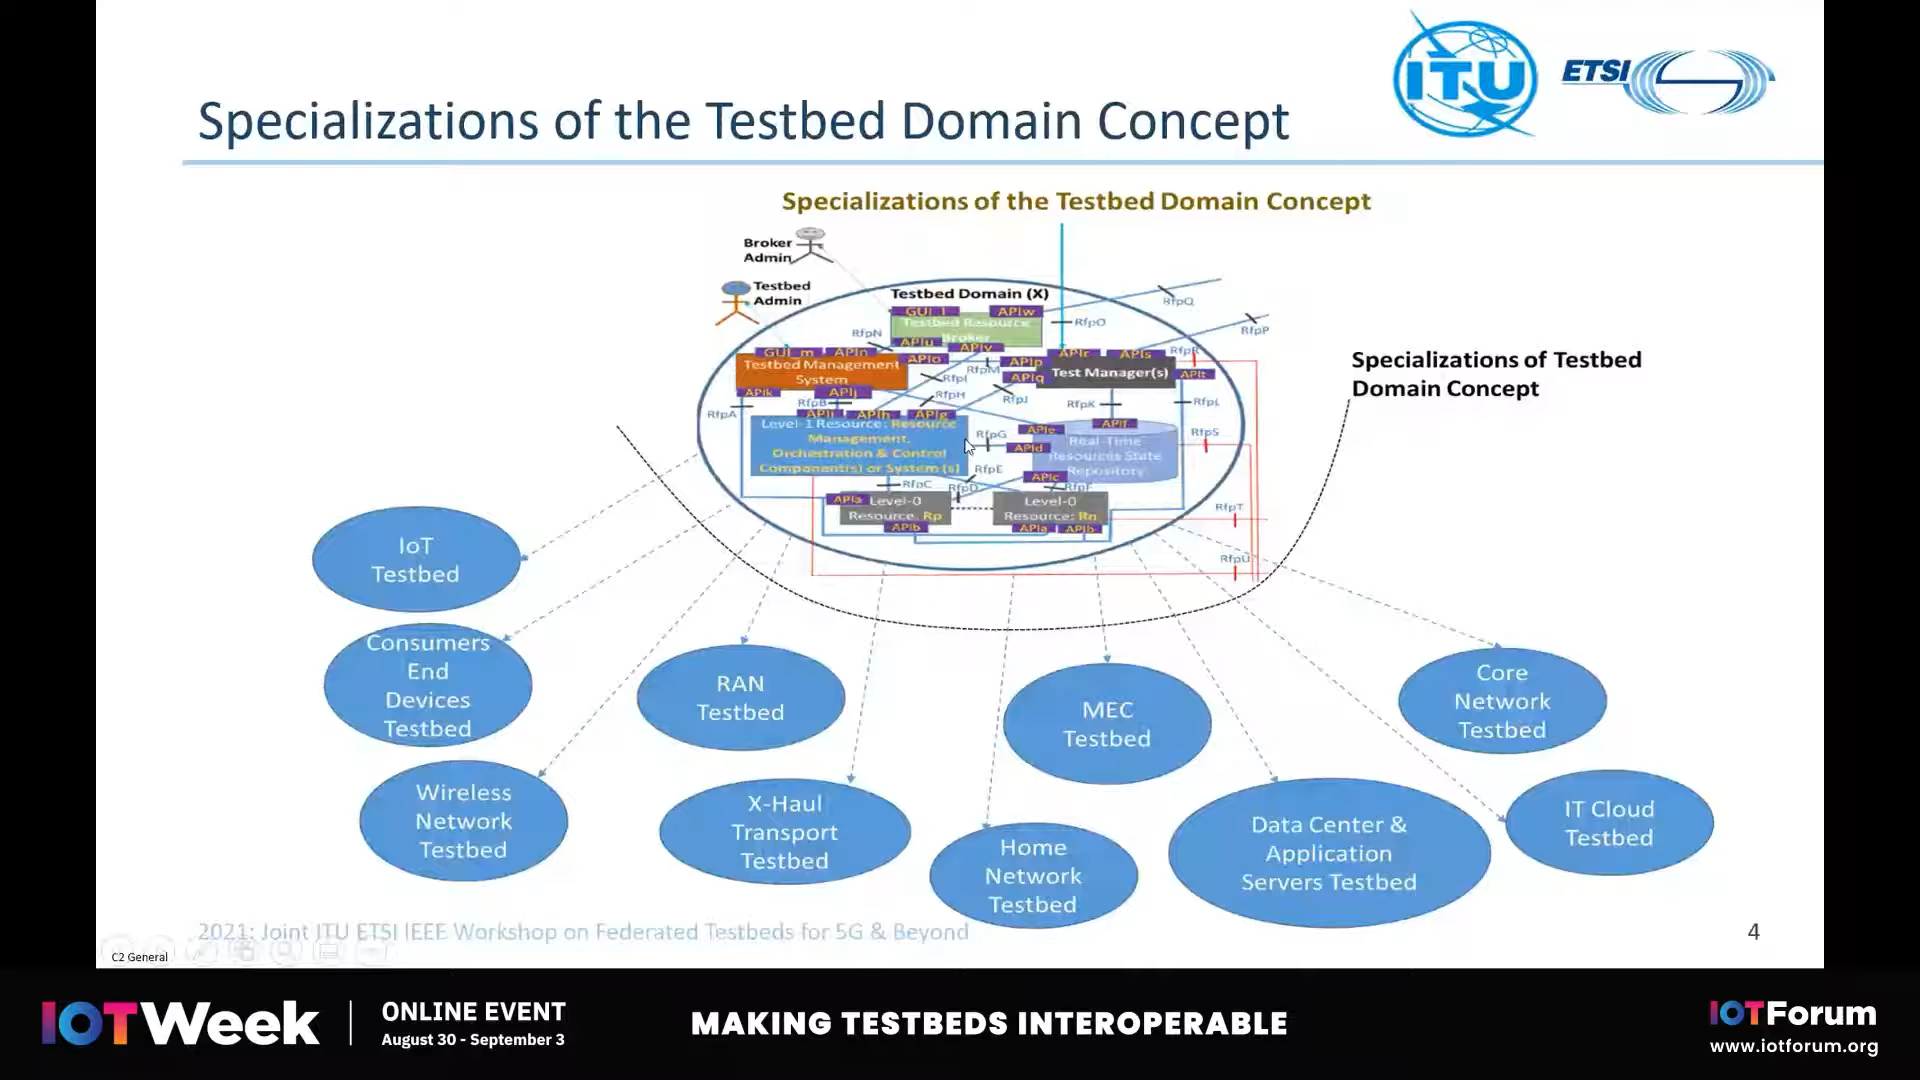 ITU
ETSI
Specializations of the Testbed Domain Concept
Specializations of the Testbed Domain Concept
Broker
Admin
Testbed
Admin
Testbed Domain (X)
RfpQ
GUI_l
APIw
RfpP
Testbed Resource
Broker
RfpO
RfpN
APIu
APIv
GUI_m
APIn
APIo
APIp
APIr
APIs
RfpR
Testbed Management
System
RfpM
RfpI
APIq
Test Manager(s)
APIt
APIk
APIj
RfpH
RfpJ
RfpA
RfpB
RfpK
RfpL
APIi
APIh
APIg
Level-1 Resource: Resource
Management,
Orchestration & Control
Component(s) or System (s)
RfpG
APIe
APIf
RfpS
APId
Real-Time
Resources State
Repository
RfpE
APIc
RfpC
RfpD
RfpF
APIa
Level-0
Resource: Rp
APIb
Level-0
Resource: Rn
APIa
APIb
RfpT
RfpU
Specializations of Testbed
Domain Concept
IoT
Testbed
Consumers
End
Devices
Testbed
Wireless
Network
Testbed
RAN
Testbed
X-Haul
Transport
Testbed
Home
Network
Testbed
MEC
Testbed
Data Center &
Application
Servers Testbed
Core
Network
Testbed
IT Cloud
Testbed
2021: Joint ITU ETSI IEEE Workshop on Federated Testbeds for 5G & Beyond
4
C2 General
IOTWeek
ONLINE EVENT
August 30 - September 3
MAKING TESTBEDS INTEROPERABLE
IOTForum
www.iotforum.org